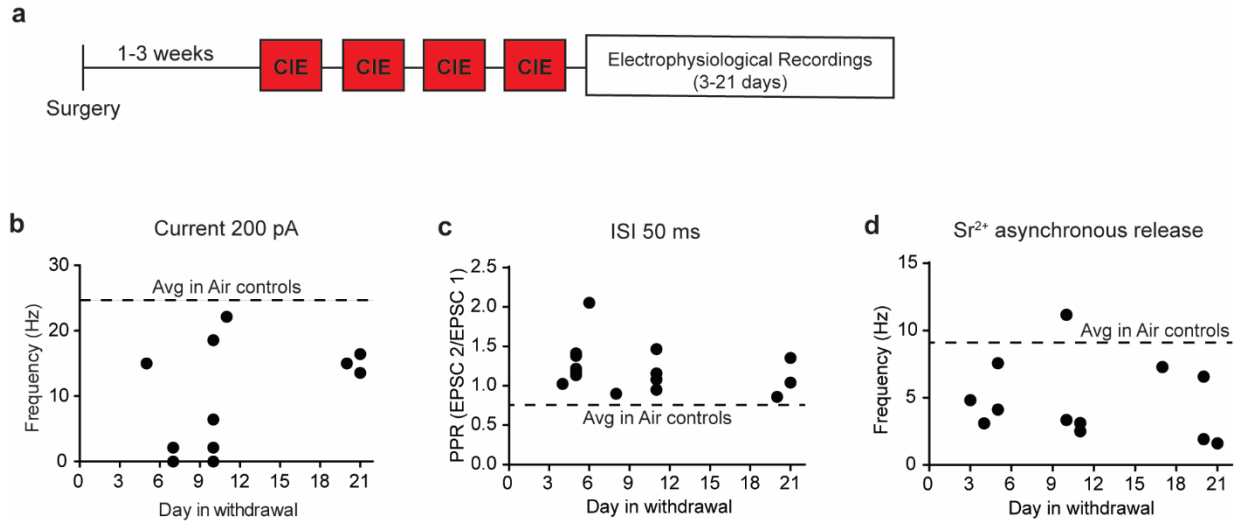 a
1-3 weeks
CIE
CIE
CIE
CIE
Electrophysiological Recordings
(3-21 days)
Surgery
b
Current 200 pA
30
20
10
0
Frequency (Hz)
Avg in Air controls
0 3 6 9 12 15 18 21
Day in withdrawal
c
ISI 50 ms
2.5
2.0
1.5
1.0
0.5
0.0
PPR (EPSC 2/EPSC 1)
Avg in Air controls
0 3 6 9 12 15 18 21
Day in withdrawal
d
Sr²⁺ asynchronous release
15
10
5
0
Frequency (Hz)
Avg in Air controls
0 3 6 9 12 15 18 21
Day in withdrawal